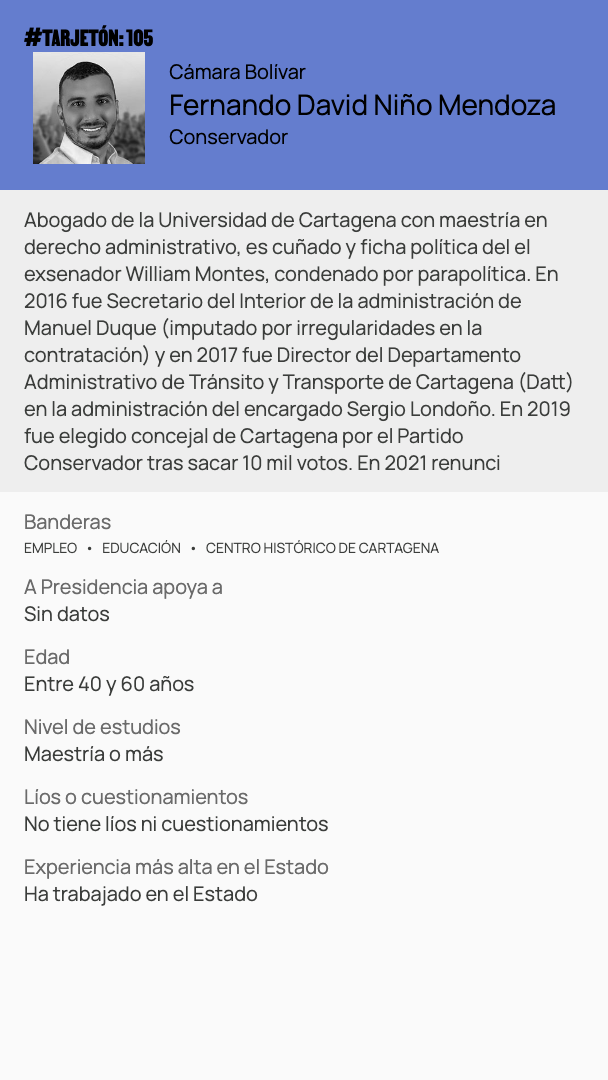 #TARJETÓN: 105
Cámara Bolívar
Fernando David Niño Mendoza
Conservador
Abogado de la Universidad de Cartagena con maestría en
derecho administrativo, es cuñado y ficha política del el
exsenador William Montes, condenado por parapolítica. En
2016 fue Secretario del Interior de la administración de
Manuel Duque (imputado por irregularidades en la
contratación) y en 2017 fue Director del Departamento
Administrativo de Tránsito y Transporte de Cartagena (Datt)
en la administración del encargado Sergio Londoño. En 2019
fue elegido concejal de Cartagena por el Partido
Conservador tras sacar 10 mil votos. En 2021 renunci
Banderas
EMPLEO • EDUCACIÓN • CENTRO HISTÓRICO DE CARTAGENA
A Presidencia apoya a
Sin datos
Edad
Entre 40 y 60 años
Nivel de estudios
Maestría o más
Líos o cuestionamientos
No tiene líos ni cuestionamientos
Experiencia más alta en el Estado
Ha trabajado en el Estado